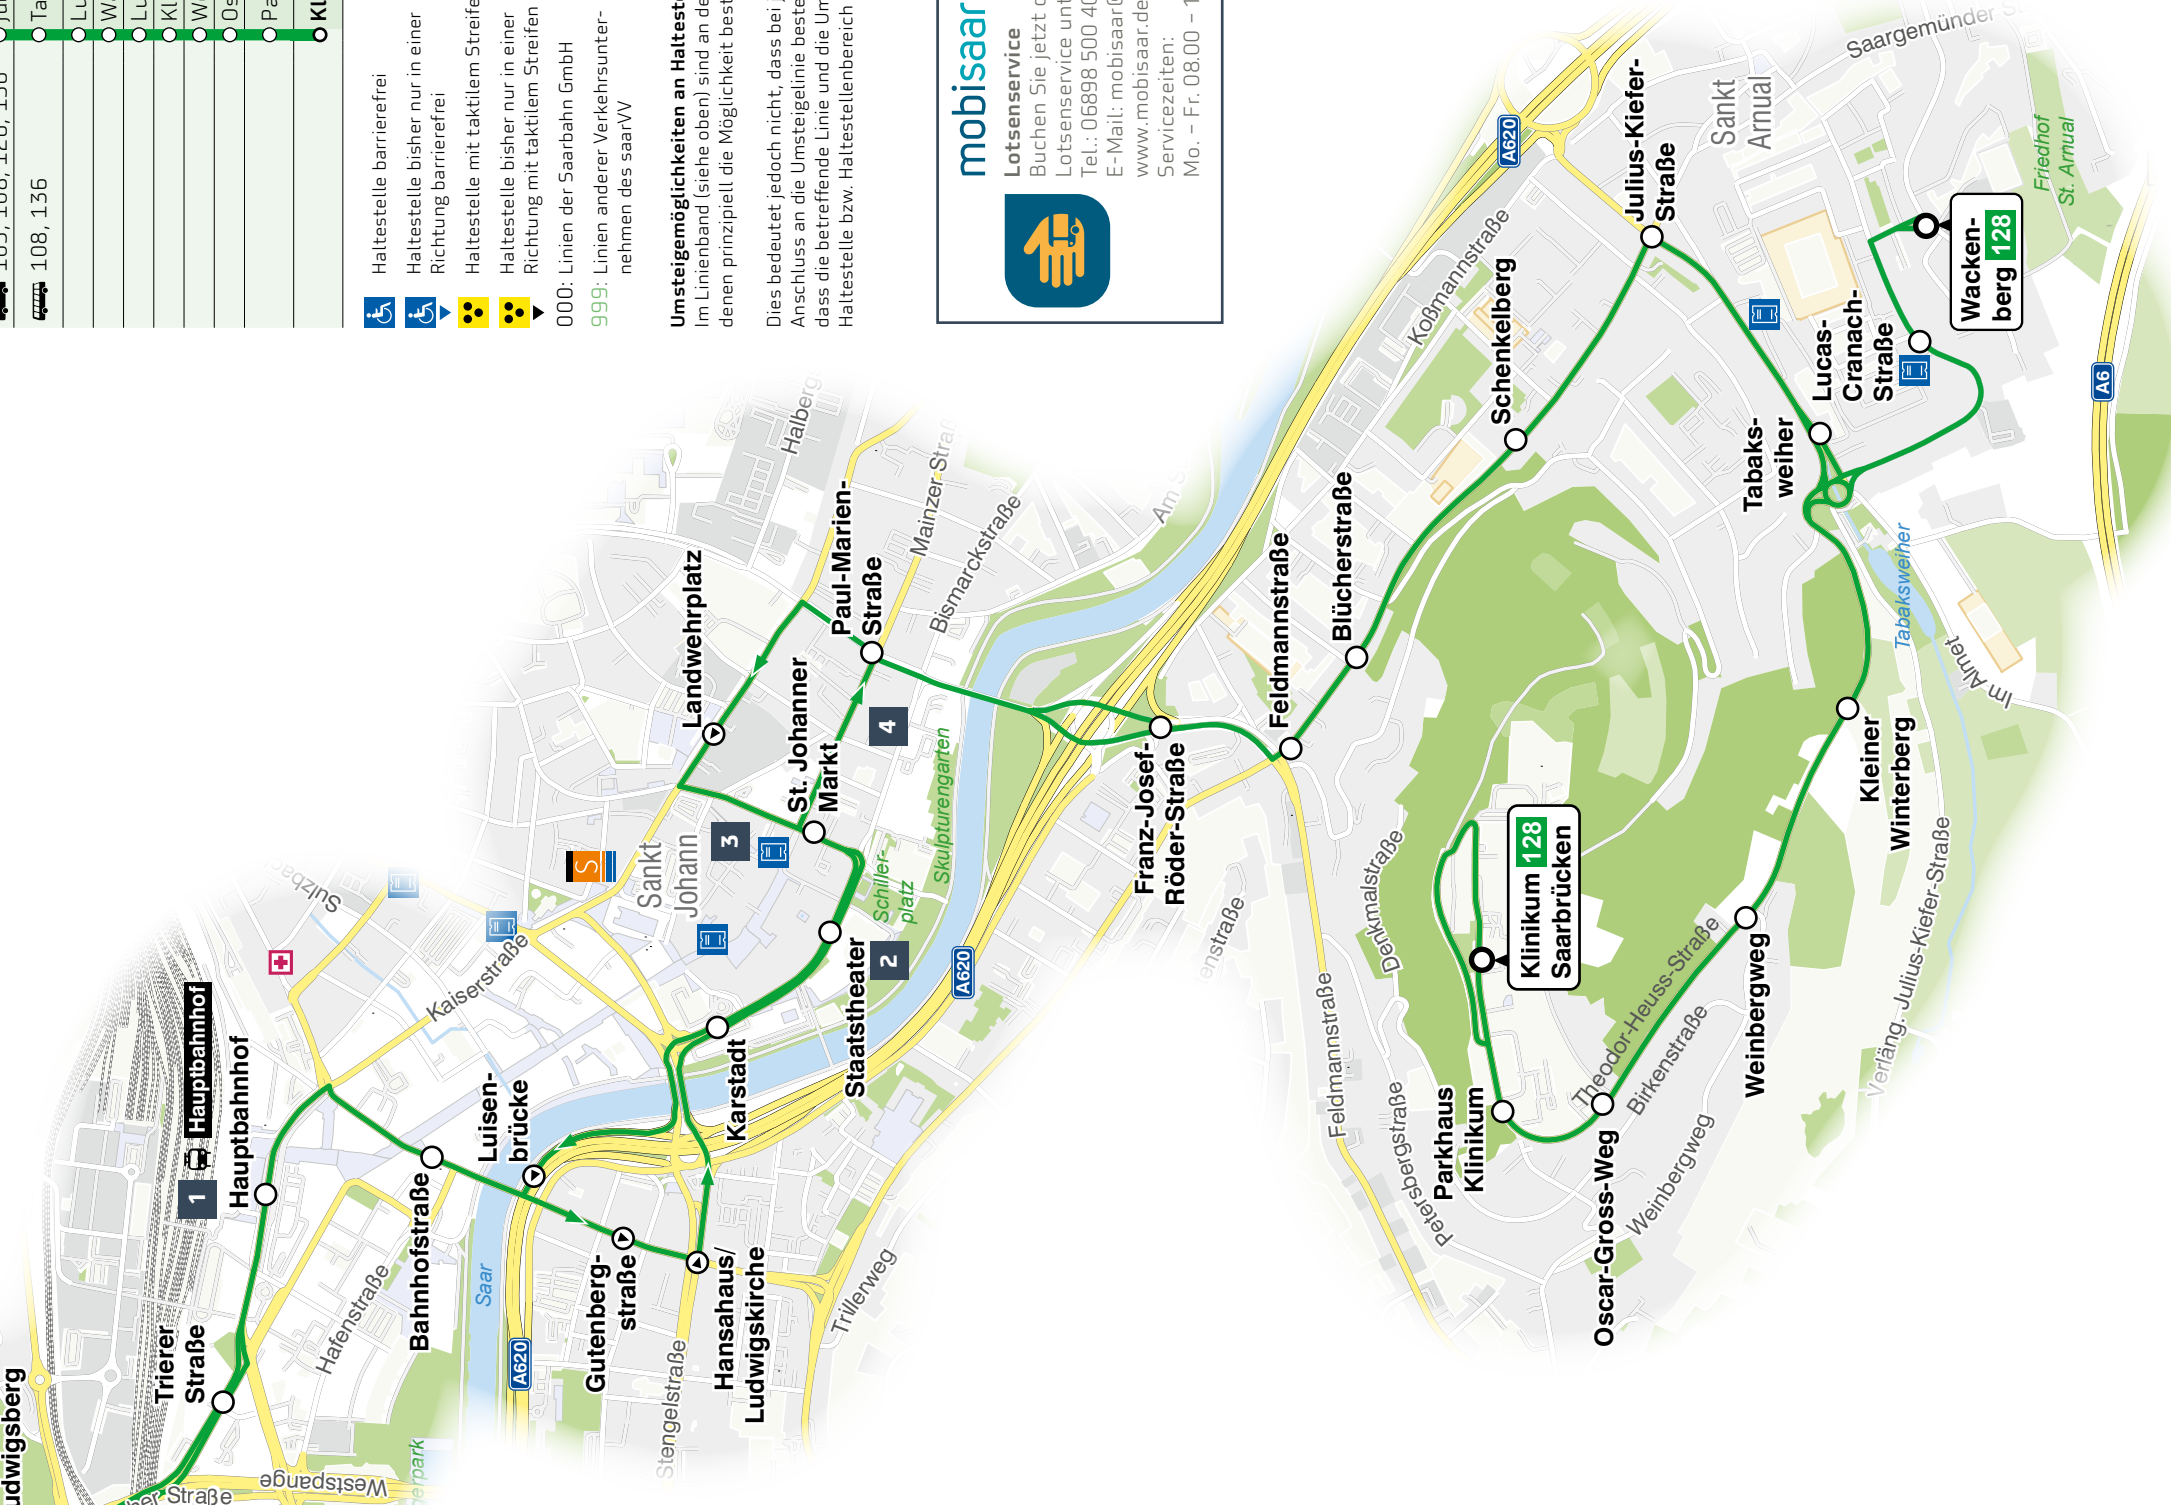 108, 136
Haltestelle barrierefrei
Haltestelle bisher nur in einer
Richtung barrierefrei
Haltestelle mit taktilem Streifen
Haltestelle bisher nur in einer
Richtung mit taktilem Streifen
000: Linien der Saarbahn GmbH
999: Linien anderer Verkehrsunter-
nehmen des saarVV
Umsteigemöglichkeiten an
Im Linienband (siehe oben) sind an
denen prinzipiell die Möglichkeit
Dies bedeutet jedoch nicht, dass bei
Anschluss an die Umsteigelinie
dass die betreffende Linie und die
Haltestelle bzw. Haltestellenbereich
mobisaar
Lotsenservice
Buchen Sie jetzt
Lotsenservice
Tel.: 06898 500 40
E-Mail: mobisaar@
www.mobisaar.de
Servicezeiten:
Mo. – Fr. 08.00 –
Trierer
Straße
1
Hauptbahnhof
Hauptbahnhof
Bahnhofstraße
Luisen-
brücke
Gutenberg-
straße
Hansahaus/
Ludwigskirche
Karstadt
Staatstheater
2
St. Johanner
Markt
3
4
Landwehrplatz
Paul-Marien-
Straße
Franz-Josef-
Röder-Straße
Feldmannstraße
Blücherstraße
Schenkelberg
Julius-Kiefer-
Straße
Tabaks-
weiher
Lucas-
Cranach-
Straße
Wacken-
berg 128
Kleiner
Winterberg
Weinbergweg
Oscar-Gross-Weg
Parkhaus
Klinikum
Klinikum 128
Saarbrücken
Sankt
Johann
Sankt
Arnual
Hafenstraße
Westspange
Straße
Kaiserstraße
Stengelstraße
Trillerweg
Saar
A620
A620
A620
A6
S
Schiller-
platz
Skulpturengarten
Mainzer
Bismarckstraße
Koßmannstraße
Saargemünder
Friedhof
St. Arnual
Tabaksweiher
Im Almet
Verläng. Julius-Kiefer-Straße
Theodor-Heuss-Straße
Birkenstraße
Weinbergweg
Petersbergstraße
Denkmalstraße
Feldmannstraße